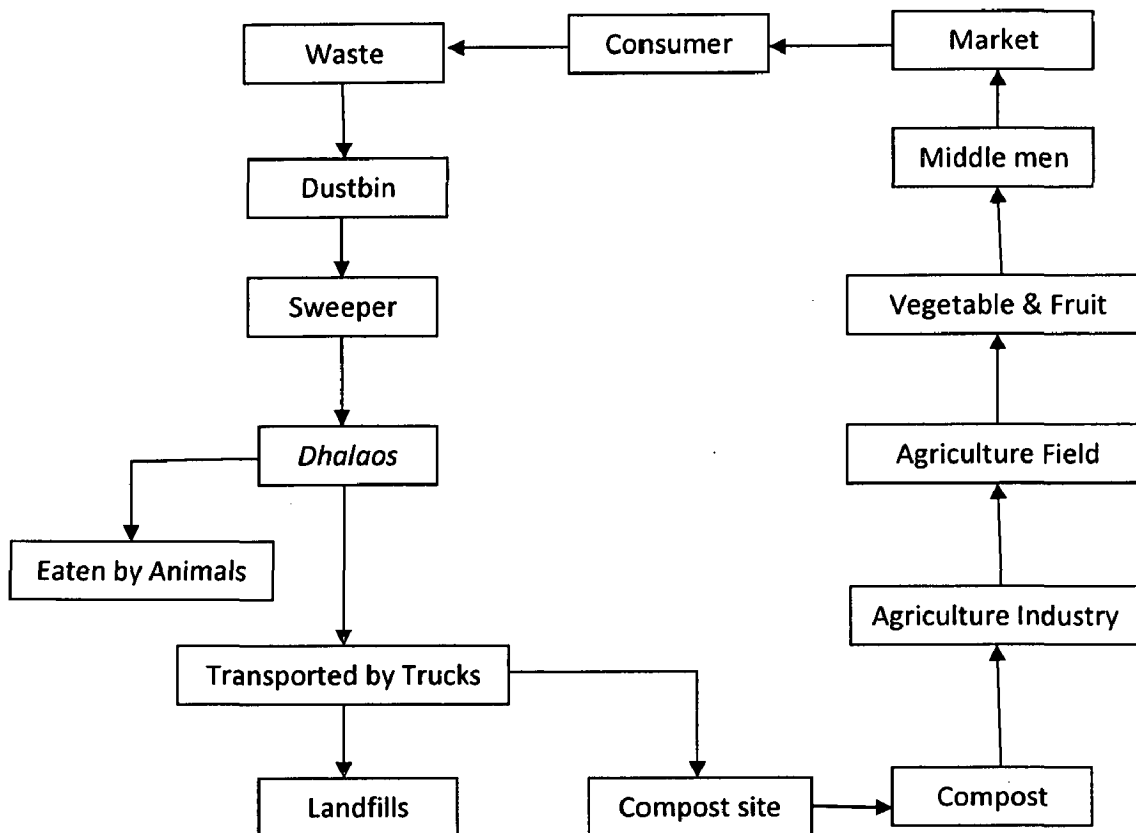 Waste
Consumer
Market
Middle men
Dustbin
Sweeper
Vegetable & Fruit
Dhalaos
Agriculture Field
Eaten by Animals
Agriculture Industry
Transported by Trucks
Landfills
Compost site
Compost